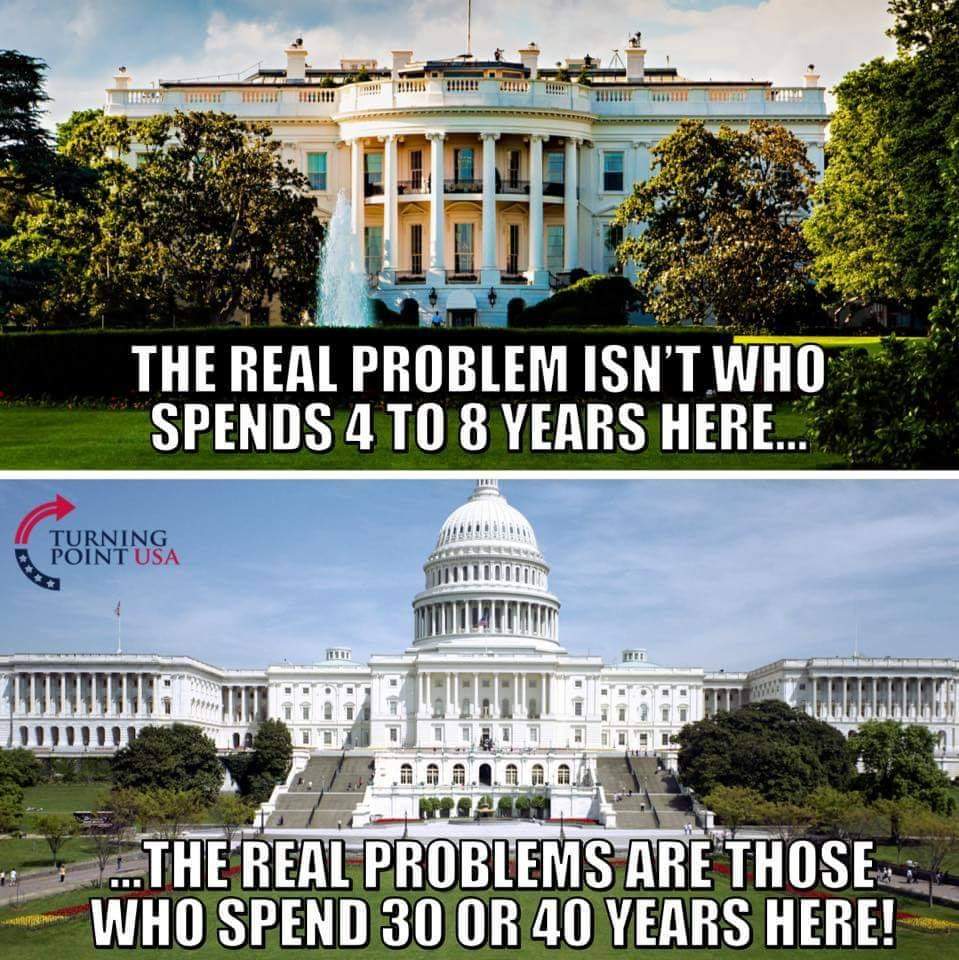 THE REAL PROBLEM ISN'T WHO
SPENDS 4 TO 8 YEARS HERE...
TURNING
POINT USA
...THE REAL PROBLEMS ARE THOSE
WHO SPEND 30 OR 40 YEARS HERE!